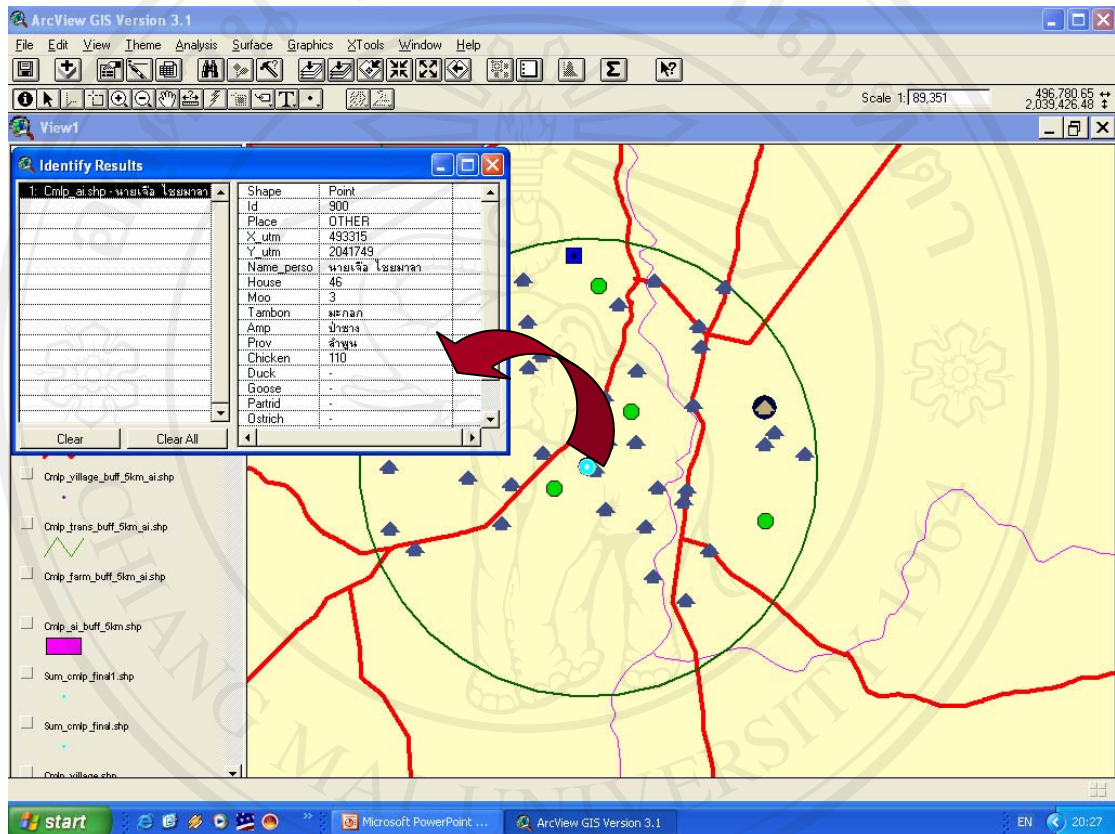 ArcView GIS Version 3.1
File Edit View Theme Analysis Surface Graphics XTools Window Help
Scale 1: 89,351
496,780.65
2,039,426.48
View1
Identify Results
1: Cmlp_ai.shp - นายเจือ ไชยมาลา
Shape Point
Id 900
Place OTHER
X_utm 493315
Y_utm 2041749
Name_perso นายเจือ ไชยมาลา
House 46
Moo 3
Tambon มะกอก
Amp ป่าซาง
Prov ลำพูน
Chicken 110
Duck -
Goose -
Partrid -
Ostrich -
Clear Clear All
Cmlp_village_buff_5km_ai.shp
Cmlp_trans_buff_5km_ai.shp
Cmlp_farm_buff_5km_ai.shp
Cmlp_ai_buff_5km.shp
Sum_cmlp_final1.shp
Sum_cmlp_final.shp
Cmlp_village.shp
CHIANG MAI UNIVERSITY 1964
start Microsoft PowerPoint ... ArcView GIS Version 3.1 EN 20:27